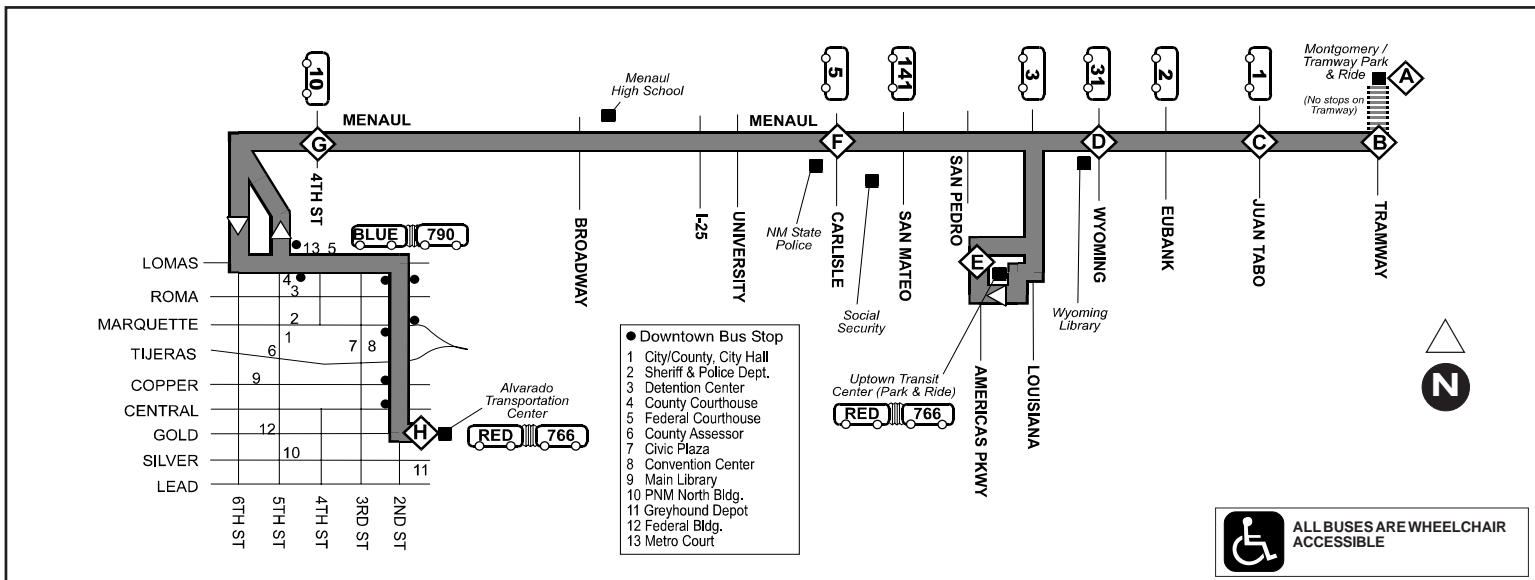 10
Menaul
High School
5
141
3
31
2
1
Montgomery /
Tramway Park
& Ride
A
(No stops on
Tramway)
MENAUL
MENAUL
G
F
D
C
B
4TH ST
BROADWAY
I-25
UNIVERSITY
NM State
Police
CARLISLE
Social
Security
SAN MATEO
SAN PEDRO
E
WYOMING
Wyoming
Library
EUBANK
JUAN TABO
TRAMWAY
BLUE 790
13 5
LOMAS
4
3
ROMA
2
MARQUETTE
1
TIJERAS
6
7 8
COPPER
9
CENTRAL
GOLD
12
H
SILVER
10
11
LEAD
6TH ST
5TH ST
4TH ST
3RD ST
2ND ST
Alvarado
Transportation
Center
RED 766
Downtown Bus Stop
1 City/County, City Hall
2 Sheriff & Police Dept.
3 Detention Center
4 County Courthouse
5 Federal Courthouse
6 County Assessor
7 Civic Plaza
8 Convention Center
9 Main Library
10 PNM North Bldg.
11 Greyhound Depot
12 Federal Bldg.
13 Metro Court
Uptown Transit
Center (Park & Ride)
RED 766
AMERICAS PKWY
LOUISIANA
N
ALL BUSES ARE WHEELCHAIR
ACCESSIBLE